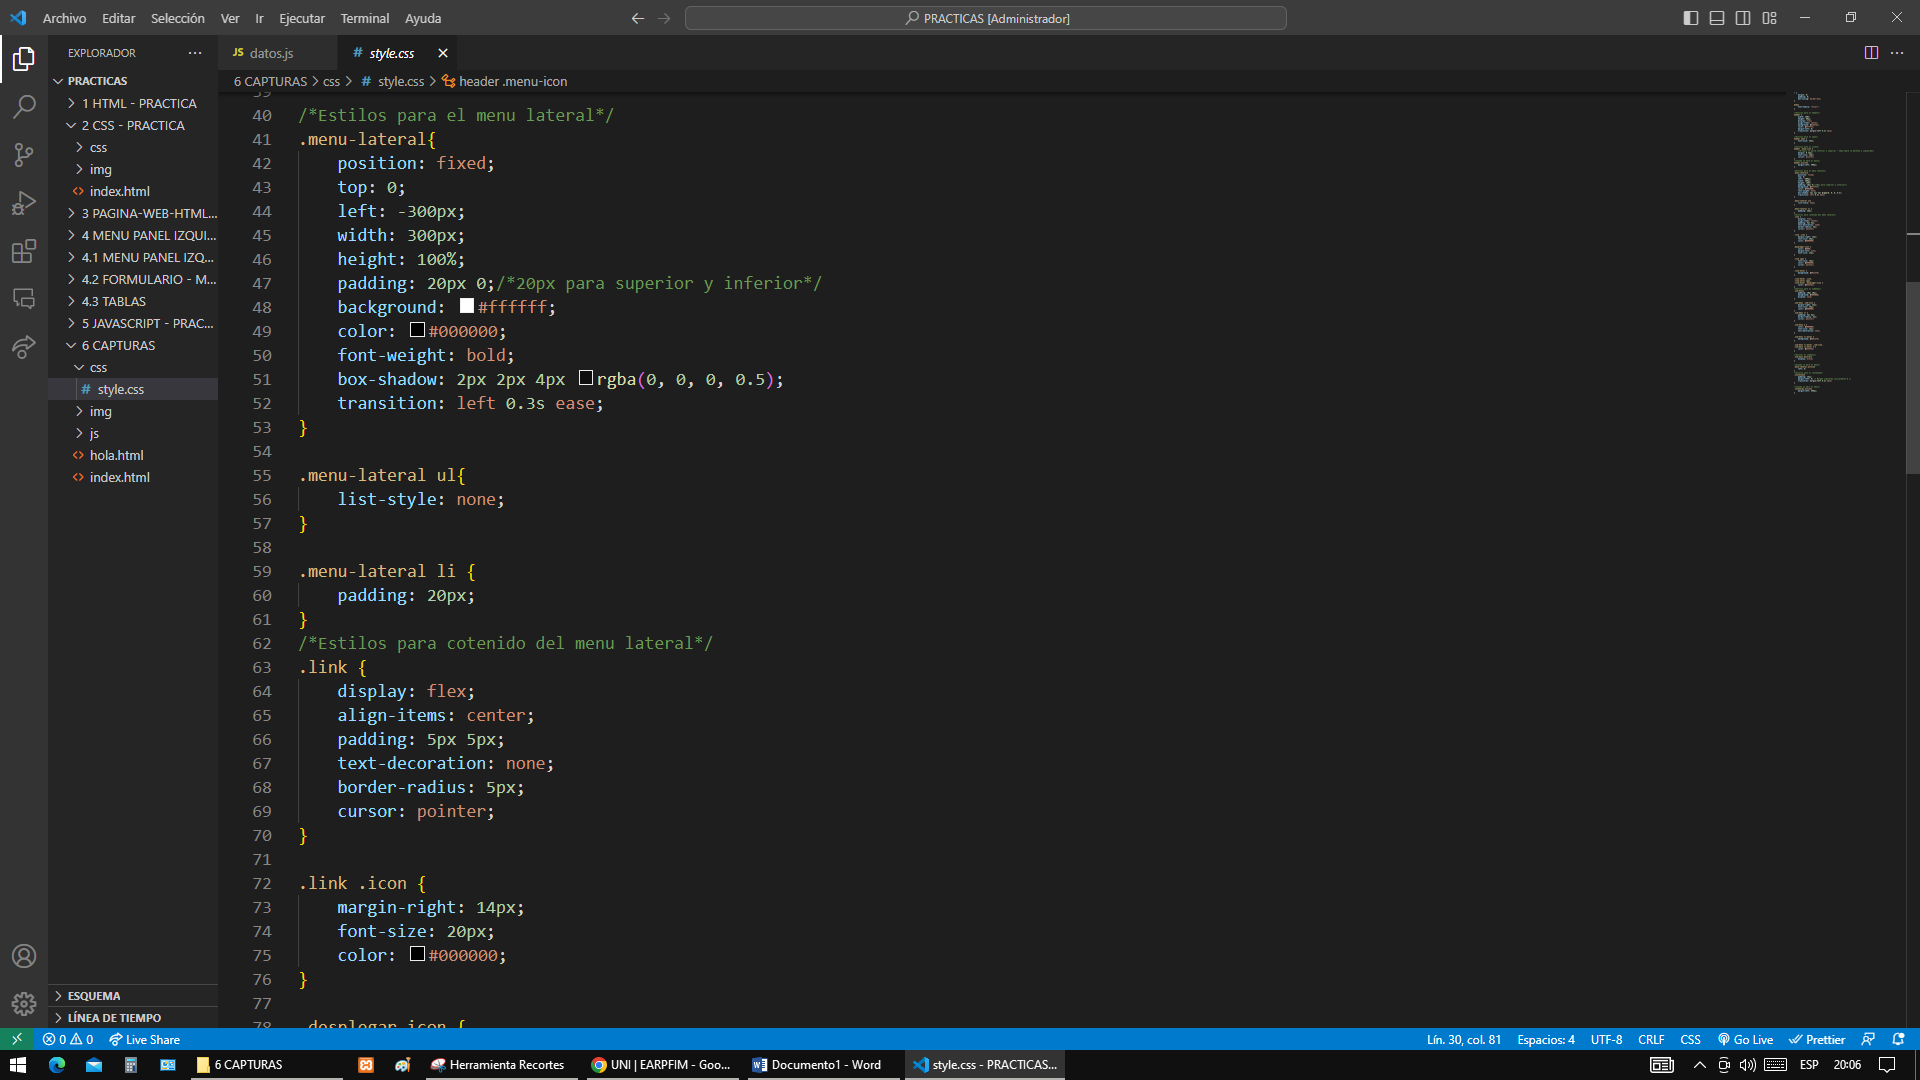 Archivo Editar Selección Ver Ir Ejecutar Terminal Ayuda PRACTICAS [Administrador]
EXPLORADOR
JS datos.js
# style.css
PRACTICAS
6 CAPTURAS > css > # style.css > header .menu-icon
1 HTML - PRACTICA
2 CSS - PRACTICA
css
img
index.html
3 PAGINA-WEB-HTML...
4 MENU PANEL IZQUI...
4.1 MENU PANEL IZQ...
4.2 FORMULARIO - M...
4.3 TABLAS
5 JAVASCRIPT - PRAC...
6 CAPTURAS
css
# style.css
img
js
hola.html
index.html
ESQUEMA
LÍNEA DE TIEMPO
39
40 /*Estilos para el menu lateral*/
41 .menu-lateral{
42 position: fixed;
43 top: 0;
44 left: -300px;
45 width: 300px;
46 height: 100%;
47 padding: 20px 0;/*20px para superior y inferior*/
48 background: #ffffff;
49 color: #000000;
50 font-weight: bold;
51 box-shadow: 2px 2px 4px rgba(0, 0, 0, 0.5);
52 transition: left 0.3s ease;
53 }
54
55 .menu-lateral ul{
56 list-style: none;
57 }
58
59 .menu-lateral li {
60 padding: 20px;
61 }
62 /*Estilos para cotenido del menu lateral*/
63 .link {
64 display: flex;
65 align-items: center;
66 padding: 5px 5px;
67 text-decoration: none;
68 border-radius: 5px;
69 cursor: pointer;
70 }
71
72 .link .icon {
73 margin-right: 14px;
74 font-size: 20px;
75 color: #000000;
76 }
77
78 .desplogar icon {
0 0 Live Share Lín. 30, col. 81 Espacios: 4 UTF-8 CRLF CSS Go Live Prettier
6 CAPTURAS Herramienta Recortes UNI | EARPFIM - Goo... Documento1 - Word style.css - PRACTICAS... ESP 20:06